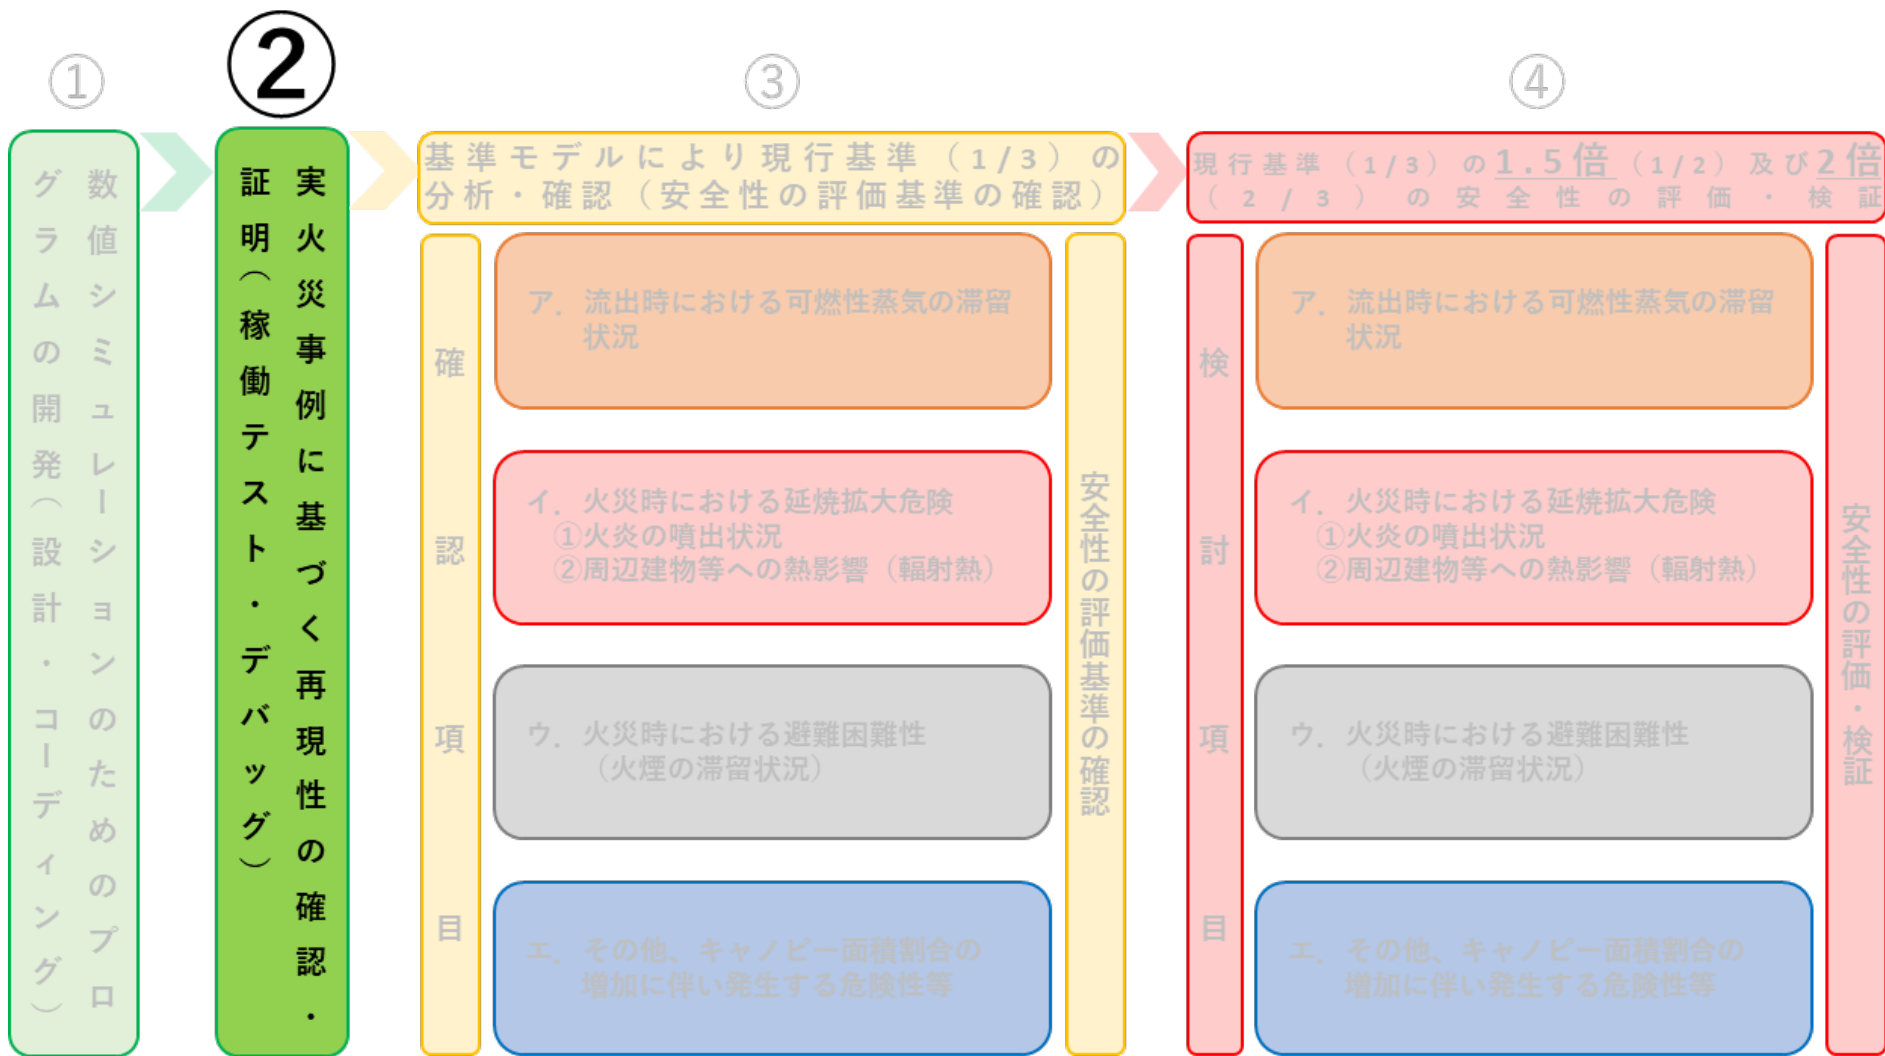 ①
数値シミュレーションのためのプロ
グラムの開発（設計・コーディング）
②
実火災事例に基づく再現性の確認・
証明（稼働テスト・デバッグ）
③
基準モデルにより現行基準（1/3）の
分析・確認（安全性の評価基準の確認）
確認項目
ア．流出時における可燃性蒸気の滞留
状況
イ．火災時における延焼拡大危険
①火炎の噴出状況
②周辺建物等への熱影響（輻射熱）
ウ．火災時における避難困難性
（火煙の滞留状況）
エ．その他、キャノピー面積割合の
増加に伴い発生する危険性等
安全性の評価基準の確認
④
現行基準（1/3）の1.5倍（1/2）及び2倍
（2/3）の安全性の評価・検証
検討項目
ア．流出時における可燃性蒸気の滞留
状況
イ．火災時における延焼拡大危険
①火炎の噴出状況
②周辺建物等への熱影響（輻射熱）
ウ．火災時における避難困難性
（火煙の滞留状況）
エ．その他、キャノピー面積割合の
増加に伴い発生する危険性等
安全性の評価・検証